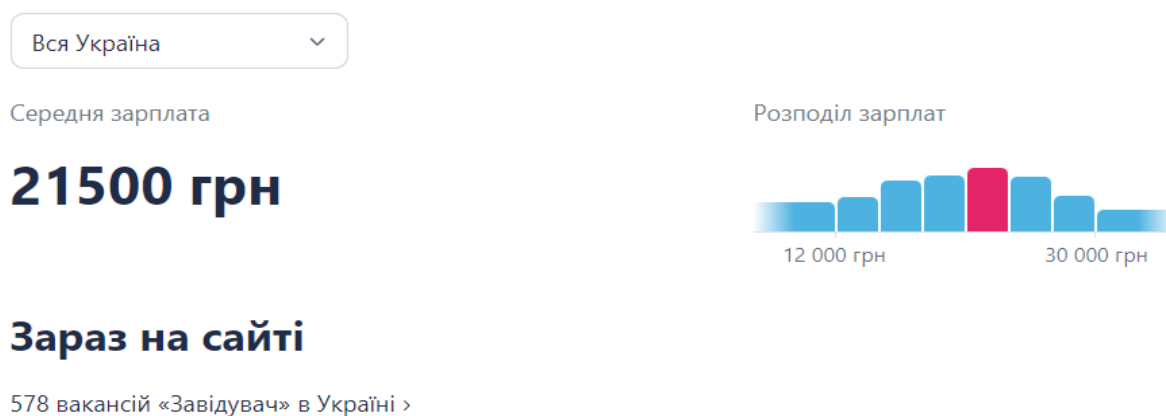 Вся Україна
Середня зарплата
21500 грн
Розподіл зарплат
12 000 грн
30 000 грн
Зараз на сайті
578 вакансій «Завідувач» в Україні ›